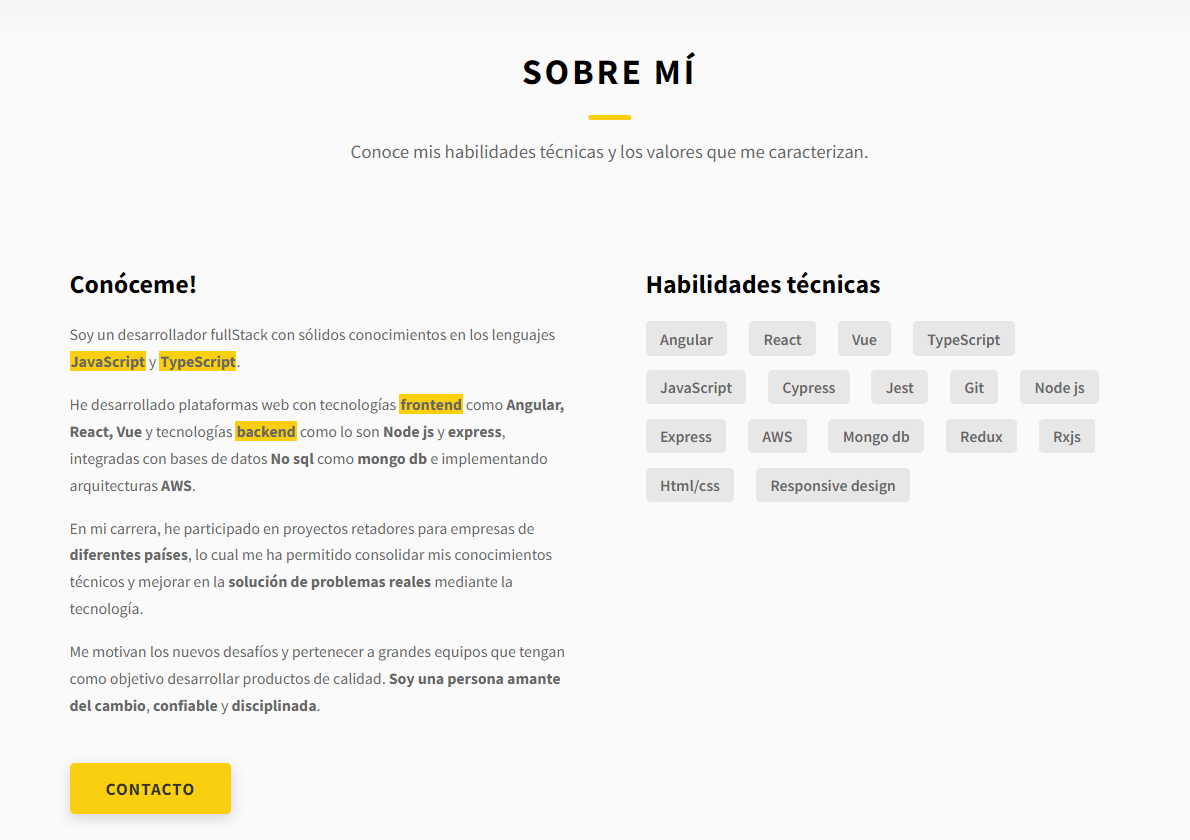 SOBRE MÍ
Conoce mis habilidades técnicas y los valores que me caracterizan.
Conóceme!
Soy un desarrollador fullStack con sólidos conocimientos en los lenguajes
JavaScript y TypeScript.
He desarrollado plataformas web con tecnologías frontend como Angular,
React, Vue y tecnologías backend como lo son Node js y express,
integradas con bases de datos No sql como mongo db e implementando
arquitecturas AWS.
En mi carrera, he participado en proyectos retadores para empresas de
diferentes países, lo cual me ha permitido consolidar mis conocimientos
técnicos y mejorar en la solución de problemas reales mediante la
tecnología.
Me motivan los nuevos desafíos y pertenecer a grandes equipos que tengan
como objetivo desarrollar productos de calidad. Soy una persona amante
del cambio, confiable y disciplinada.
CONTACTO
Habilidades técnicas
Angular React Vue TypeScript
JavaScript Cypress Jest Git Node js
Express AWS Mongo db Redux Rxjs
Html/css Responsive design